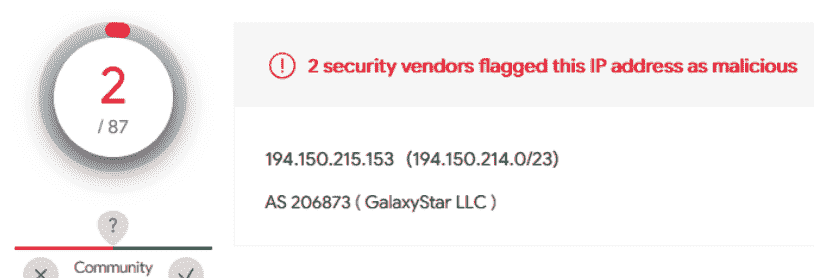 2
/ 87
?
Community
! 2 security vendors flagged this IP address as malicious
194.150.215.153 (194.150.214.0/23)
AS 206873 ( GalaxyStar LLC )